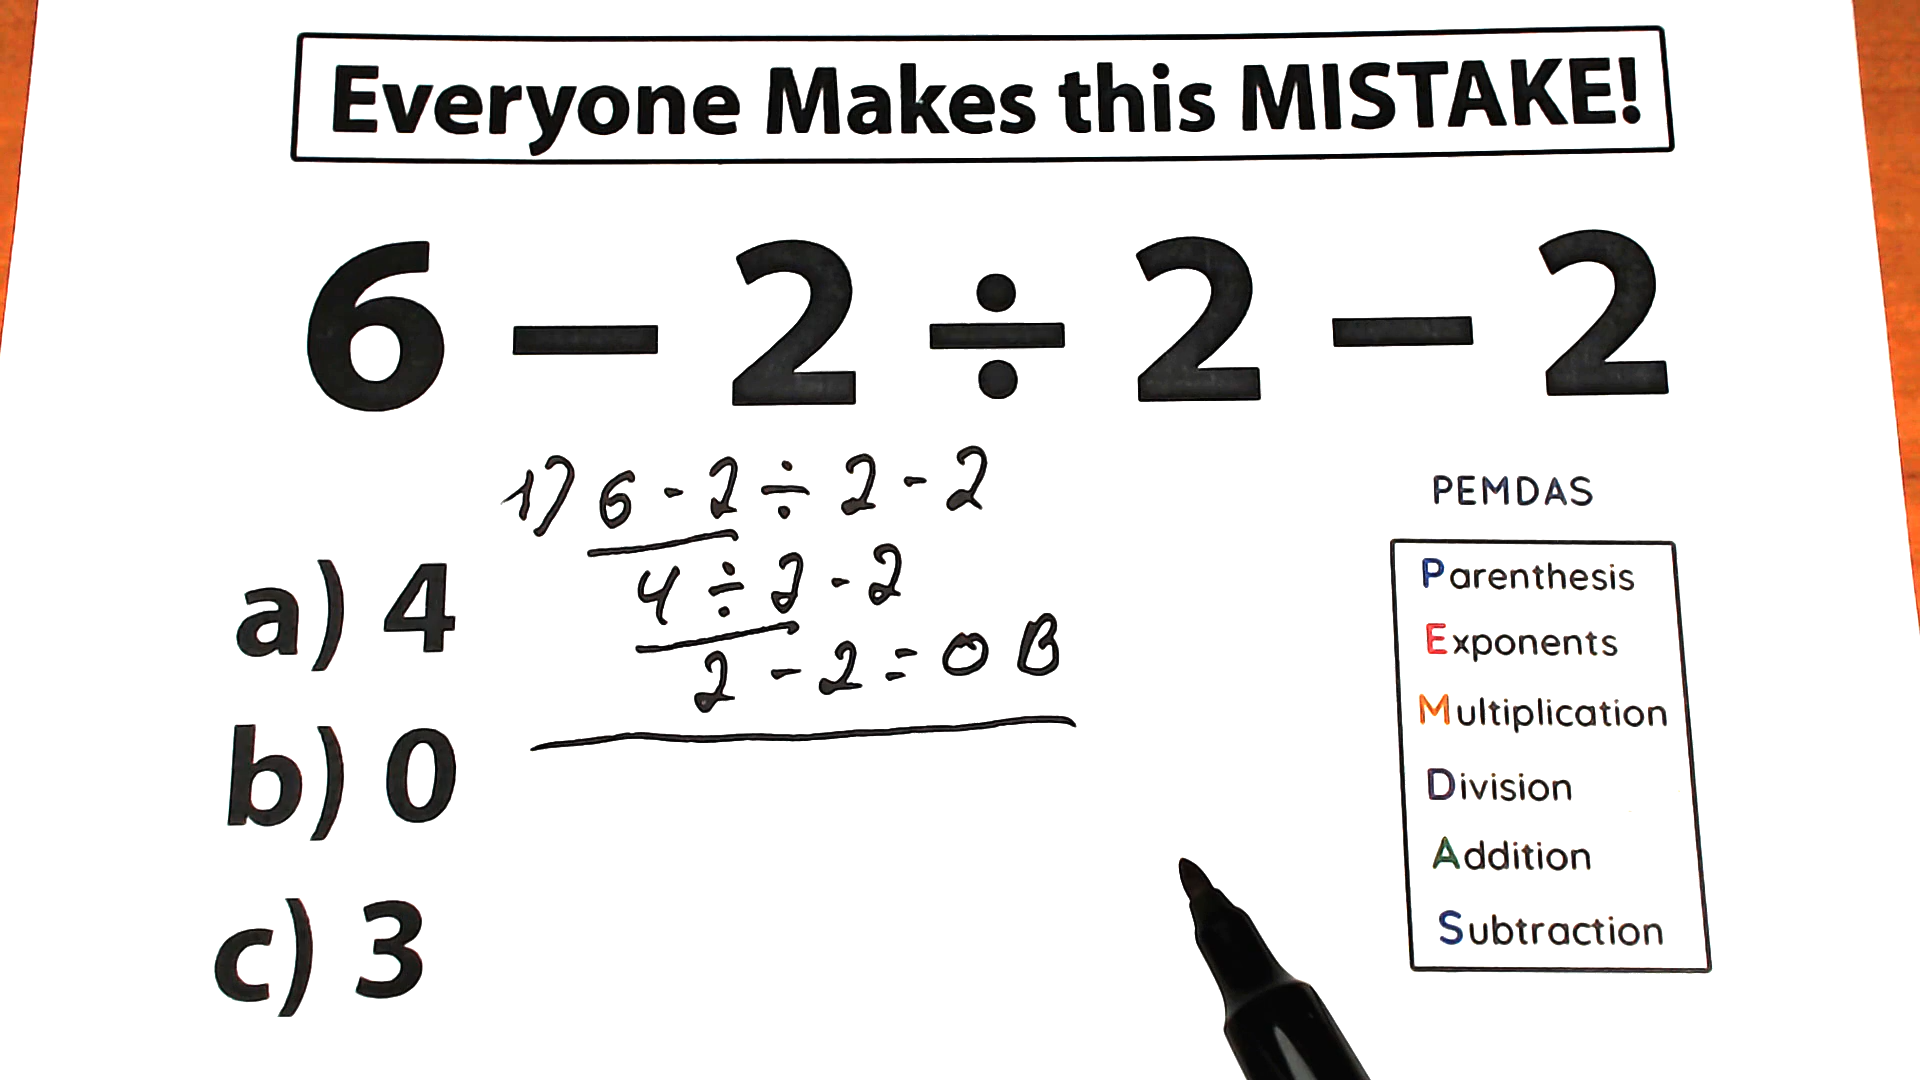 Everyone Makes this MISTAKE!
6 – 2 ÷ 2 – 2
1) 6 - 2 ÷ 2 - 2
4 ÷ 2 - 2
2 - 2 = 0 B
a) 4
b) 0
c) 3
PEMDAS
Parenthesis
Exponents
Multiplication
Division
Addition
Subtraction